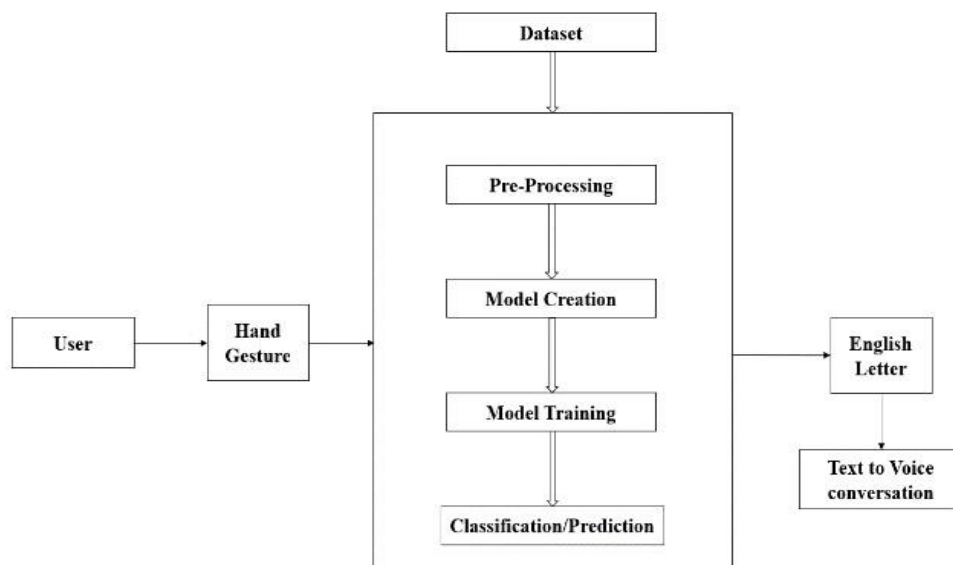 Dataset
Pre-Processing
Model Creation
Model Training
Classification/Prediction
User
Hand
Gesture
English
Letter
Text to Voice
conversation